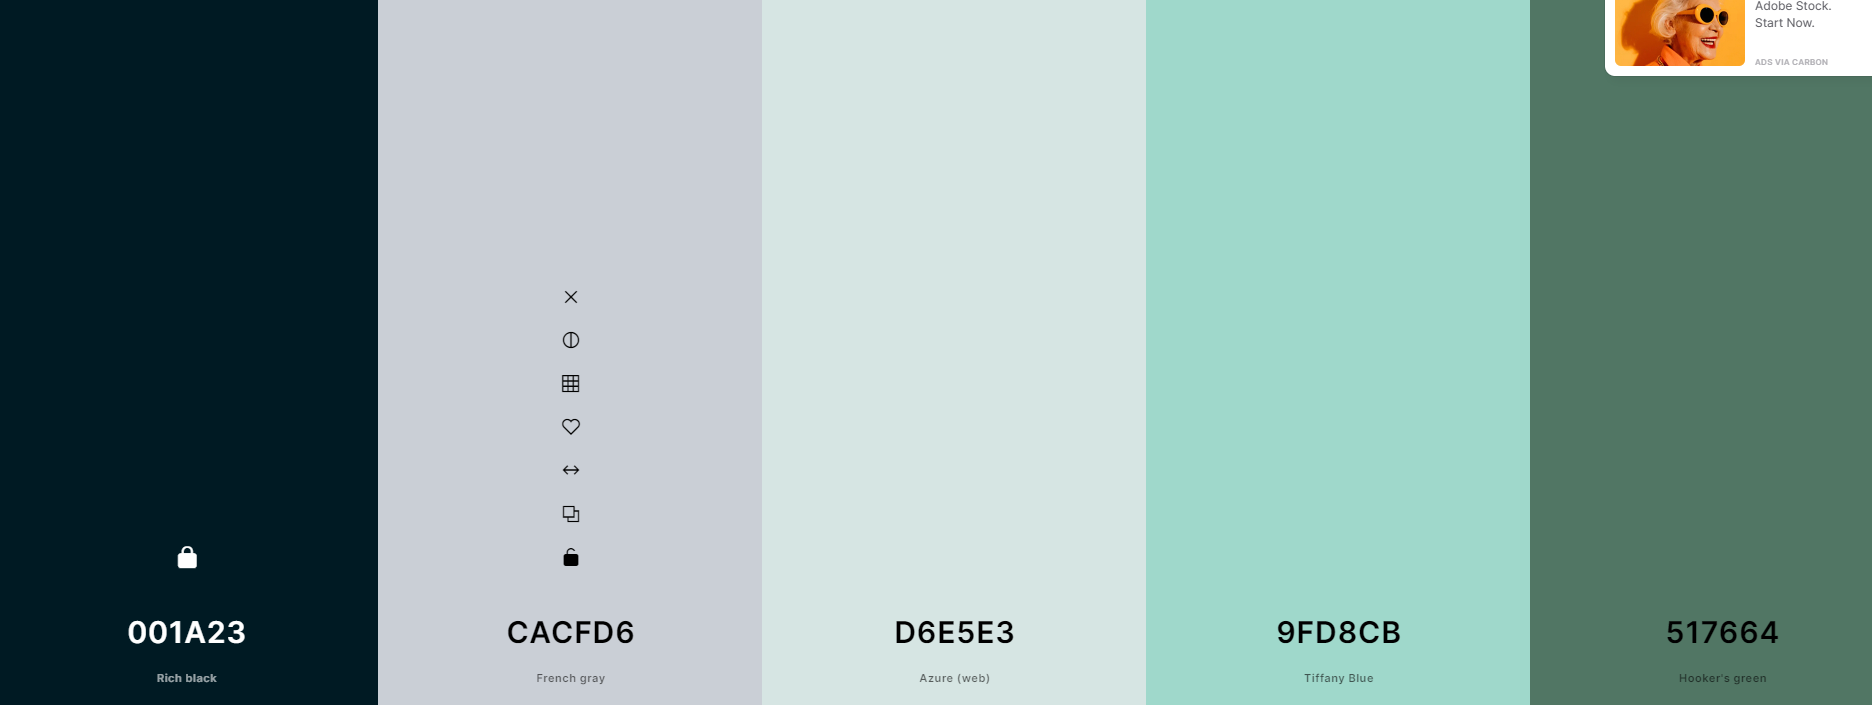 Adobe Stock.
Start Now.
ADS VIA CARBON
001A23
Rich black
CACFD6
French gray
D6E5E3
Azure (web)
9FD8CB
Tiffany Blue
517664
Hooker's green